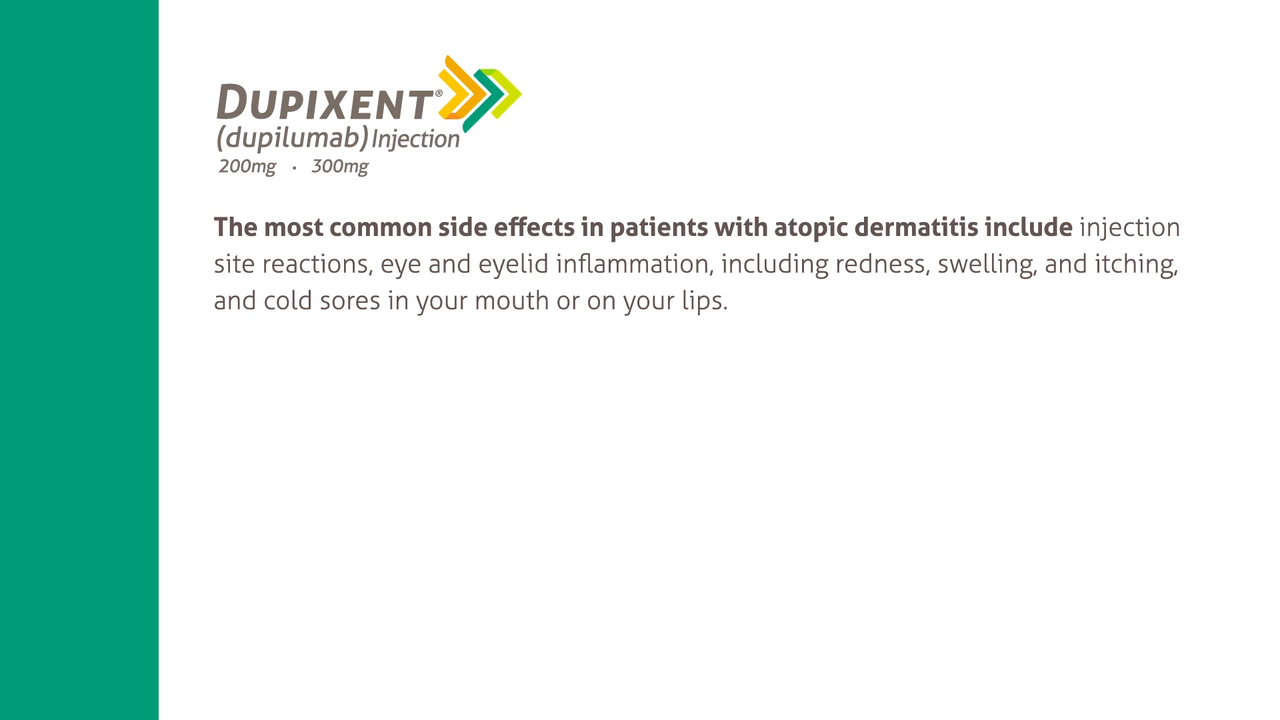 DUPIXENT®
(dupilumab) Injection
200mg · 300mg
The most common side effects in patients with atopic dermatitis include injection
site reactions, eye and eyelid inflammation, including redness, swelling, and itching,
and cold sores in your mouth or on your lips.